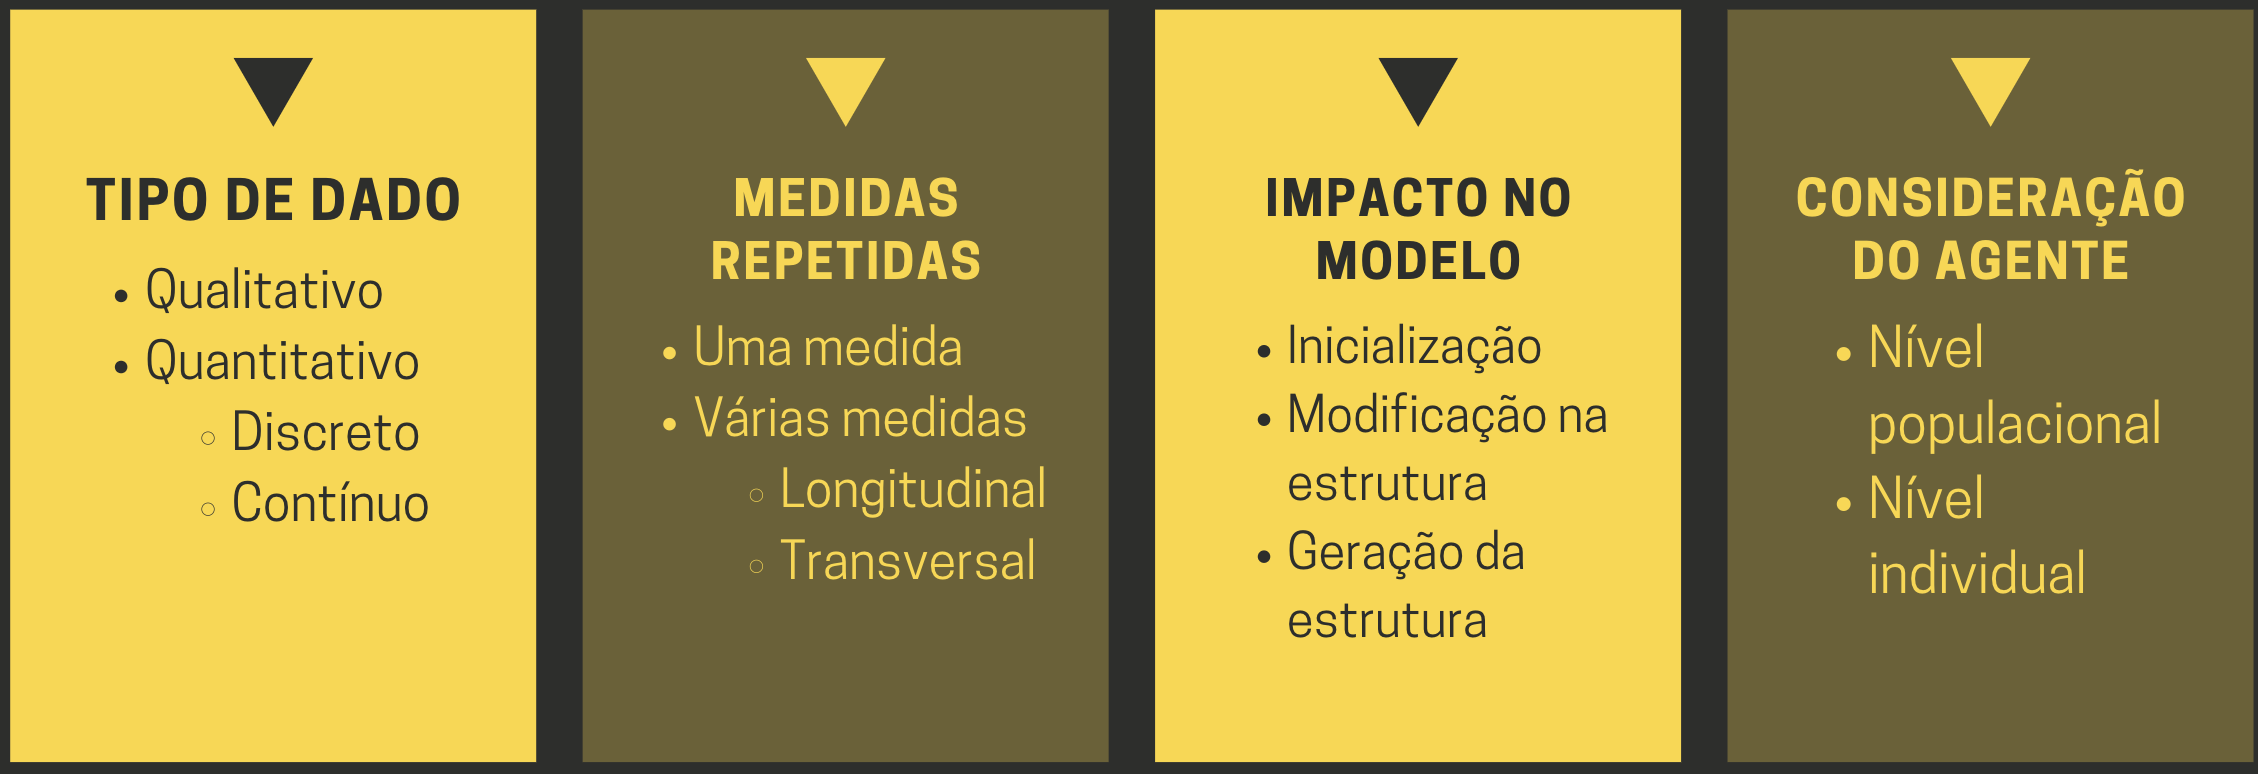 TIPO DE DADO
• Qualitativo
• Quantitativo
○ Discreto
○ Contínuo
MEDIDAS
REPETIDAS
• Uma medida
• Várias medidas
○ Longitudinal
○ Transversal
IMPACTO NO
MODELO
• Inicialização
• Modificação na
estrutura
• Geração da
estrutura
CONSIDERAÇÃO
DO AGENTE
• Nível
populacional
• Nível
individual